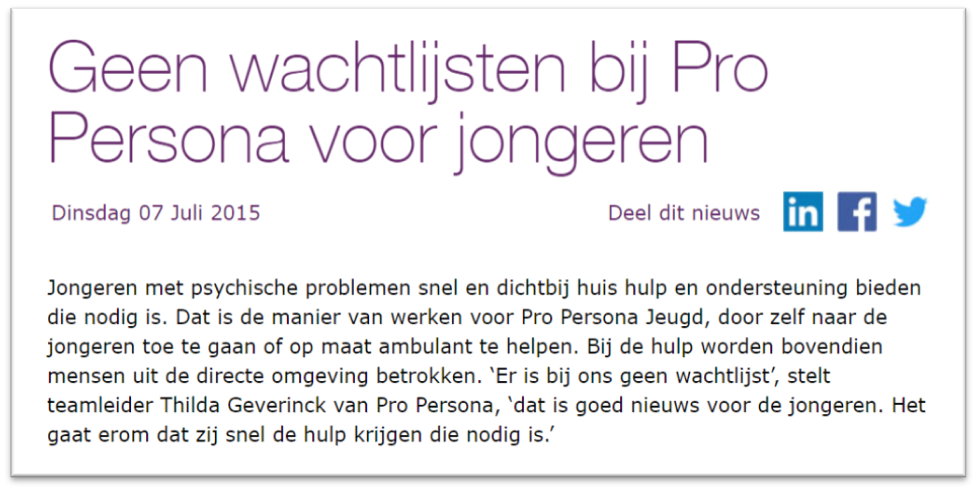 Geen wachtlijsten bij Pro
Persona voor jongeren
Dinsdag 07 Juli 2015 Deel dit nieuws in f
Jongeren met psychische problemen snel en dichtbij huis hulp en ondersteuning bieden
die nodig is. Dat is de manier van werken voor Pro Persona Jeugd, door zelf naar de
jongeren toe te gaan of op maat ambulant te helpen. Bij de hulp worden bovendien
mensen uit de directe omgeving betrokken. ‘Er is bij ons geen wachtlijst’, stelt
teamleider Thilda Geverinck van Pro Persona, ‘dat is goed nieuws voor de jongeren. Het
gaat erom dat zij snel de hulp krijgen die nodig is.’